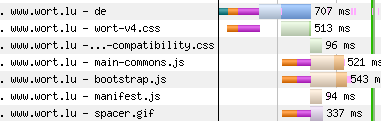 . www.wort.lu - de 707 ms
. www.wort.lu - wort-v4.css 513 ms
. www.wort.lu -...-compatibility.css 96 ms
. www.wort.lu - main-commons.js 521 ms
. www.wort.lu - bootstrap.js 543 ms
. www.wort.lu - manifest.js 94 ms
. www.wort.lu - spacer.gif 337 ms